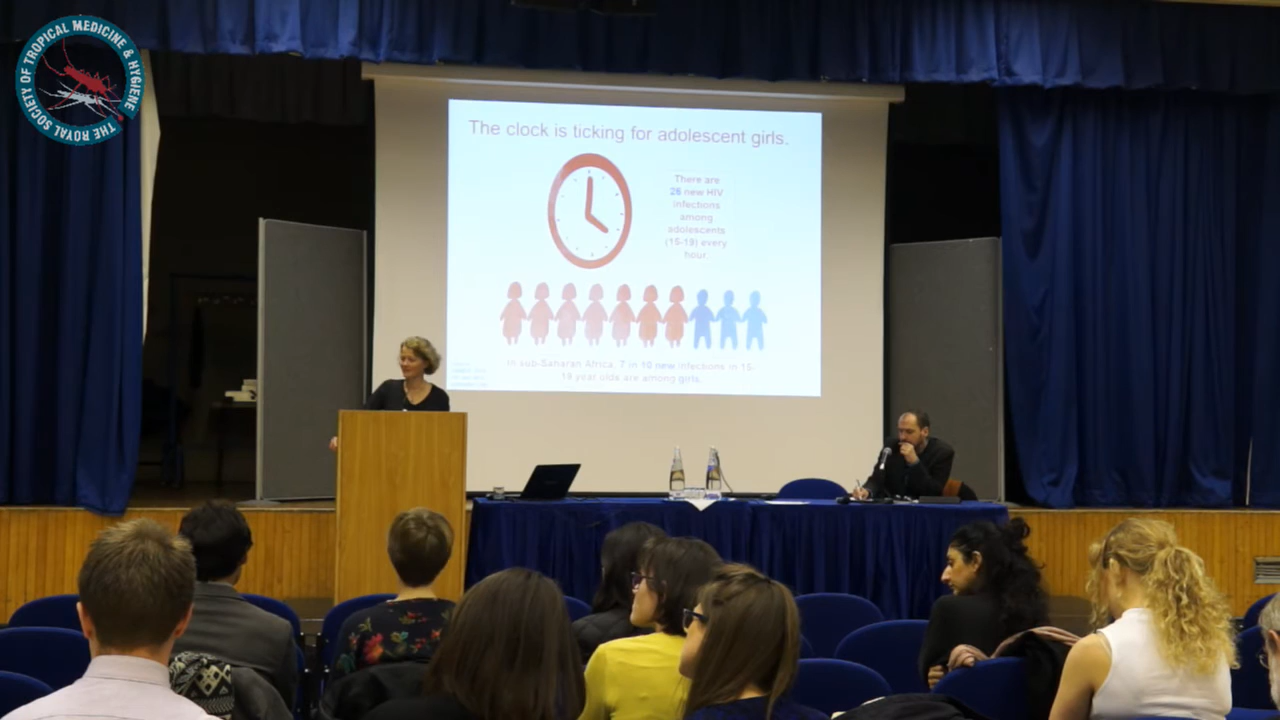 THE ROYAL SOCIETY OF TROPICAL MEDICINE & HYGIENE
The clock is ticking for adolescent girls.
There are
26 new HIV
infections
among
adolescents
(15-19) every
hour.
In sub-Saharan Africa, 7 in 10 new infections in 15-
19 year olds are among girls.